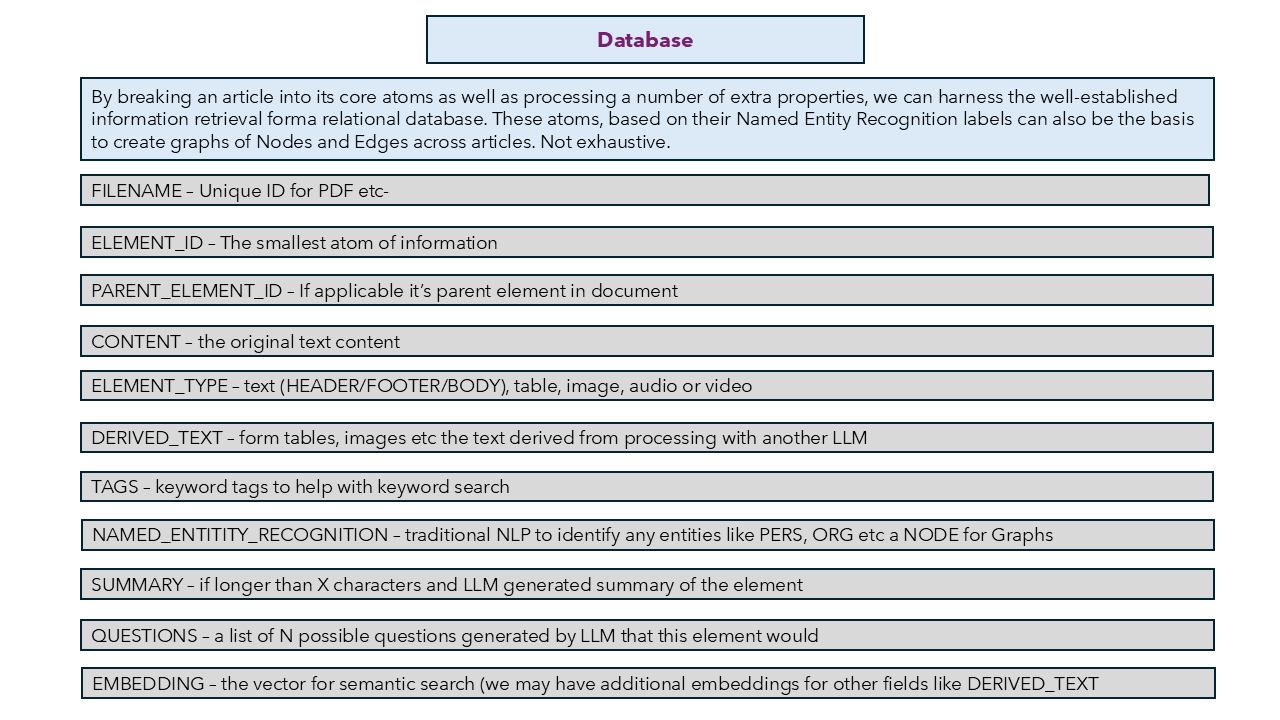 Database
By breaking an article into its core atoms as well as processing a number of extra properties, we can harness the well-established
information retrieval forma relational database. These atoms, based on their Named Entity Recognition labels can also be the basis
to create graphs of Nodes and Edges across articles. Not exhaustive.
FILENAME – Unique ID for PDF etc-
ELEMENT_ID – The smallest atom of information
PARENT_ELEMENT_ID – If applicable it’s parent element in document
CONTENT – the original text content
ELEMENT_TYPE – text (HEADER/FOOTER/BODY), table, image, audio or video
DERIVED_TEXT – form tables, images etc the text derived from processing with another LLM
TAGS – keyword tags to help with keyword search
NAMED_ENTITITY_RECOGNITION – traditional NLP to identify any entities like PERS, ORG etc a NODE for Graphs
SUMMARY – if longer than X characters and LLM generated summary of the element
QUESTIONS – a list of N possible questions generated by LLM that this element would
EMBEDDING – the vector for semantic search (we may have additional embeddings for other fields like DERIVED_TEXT